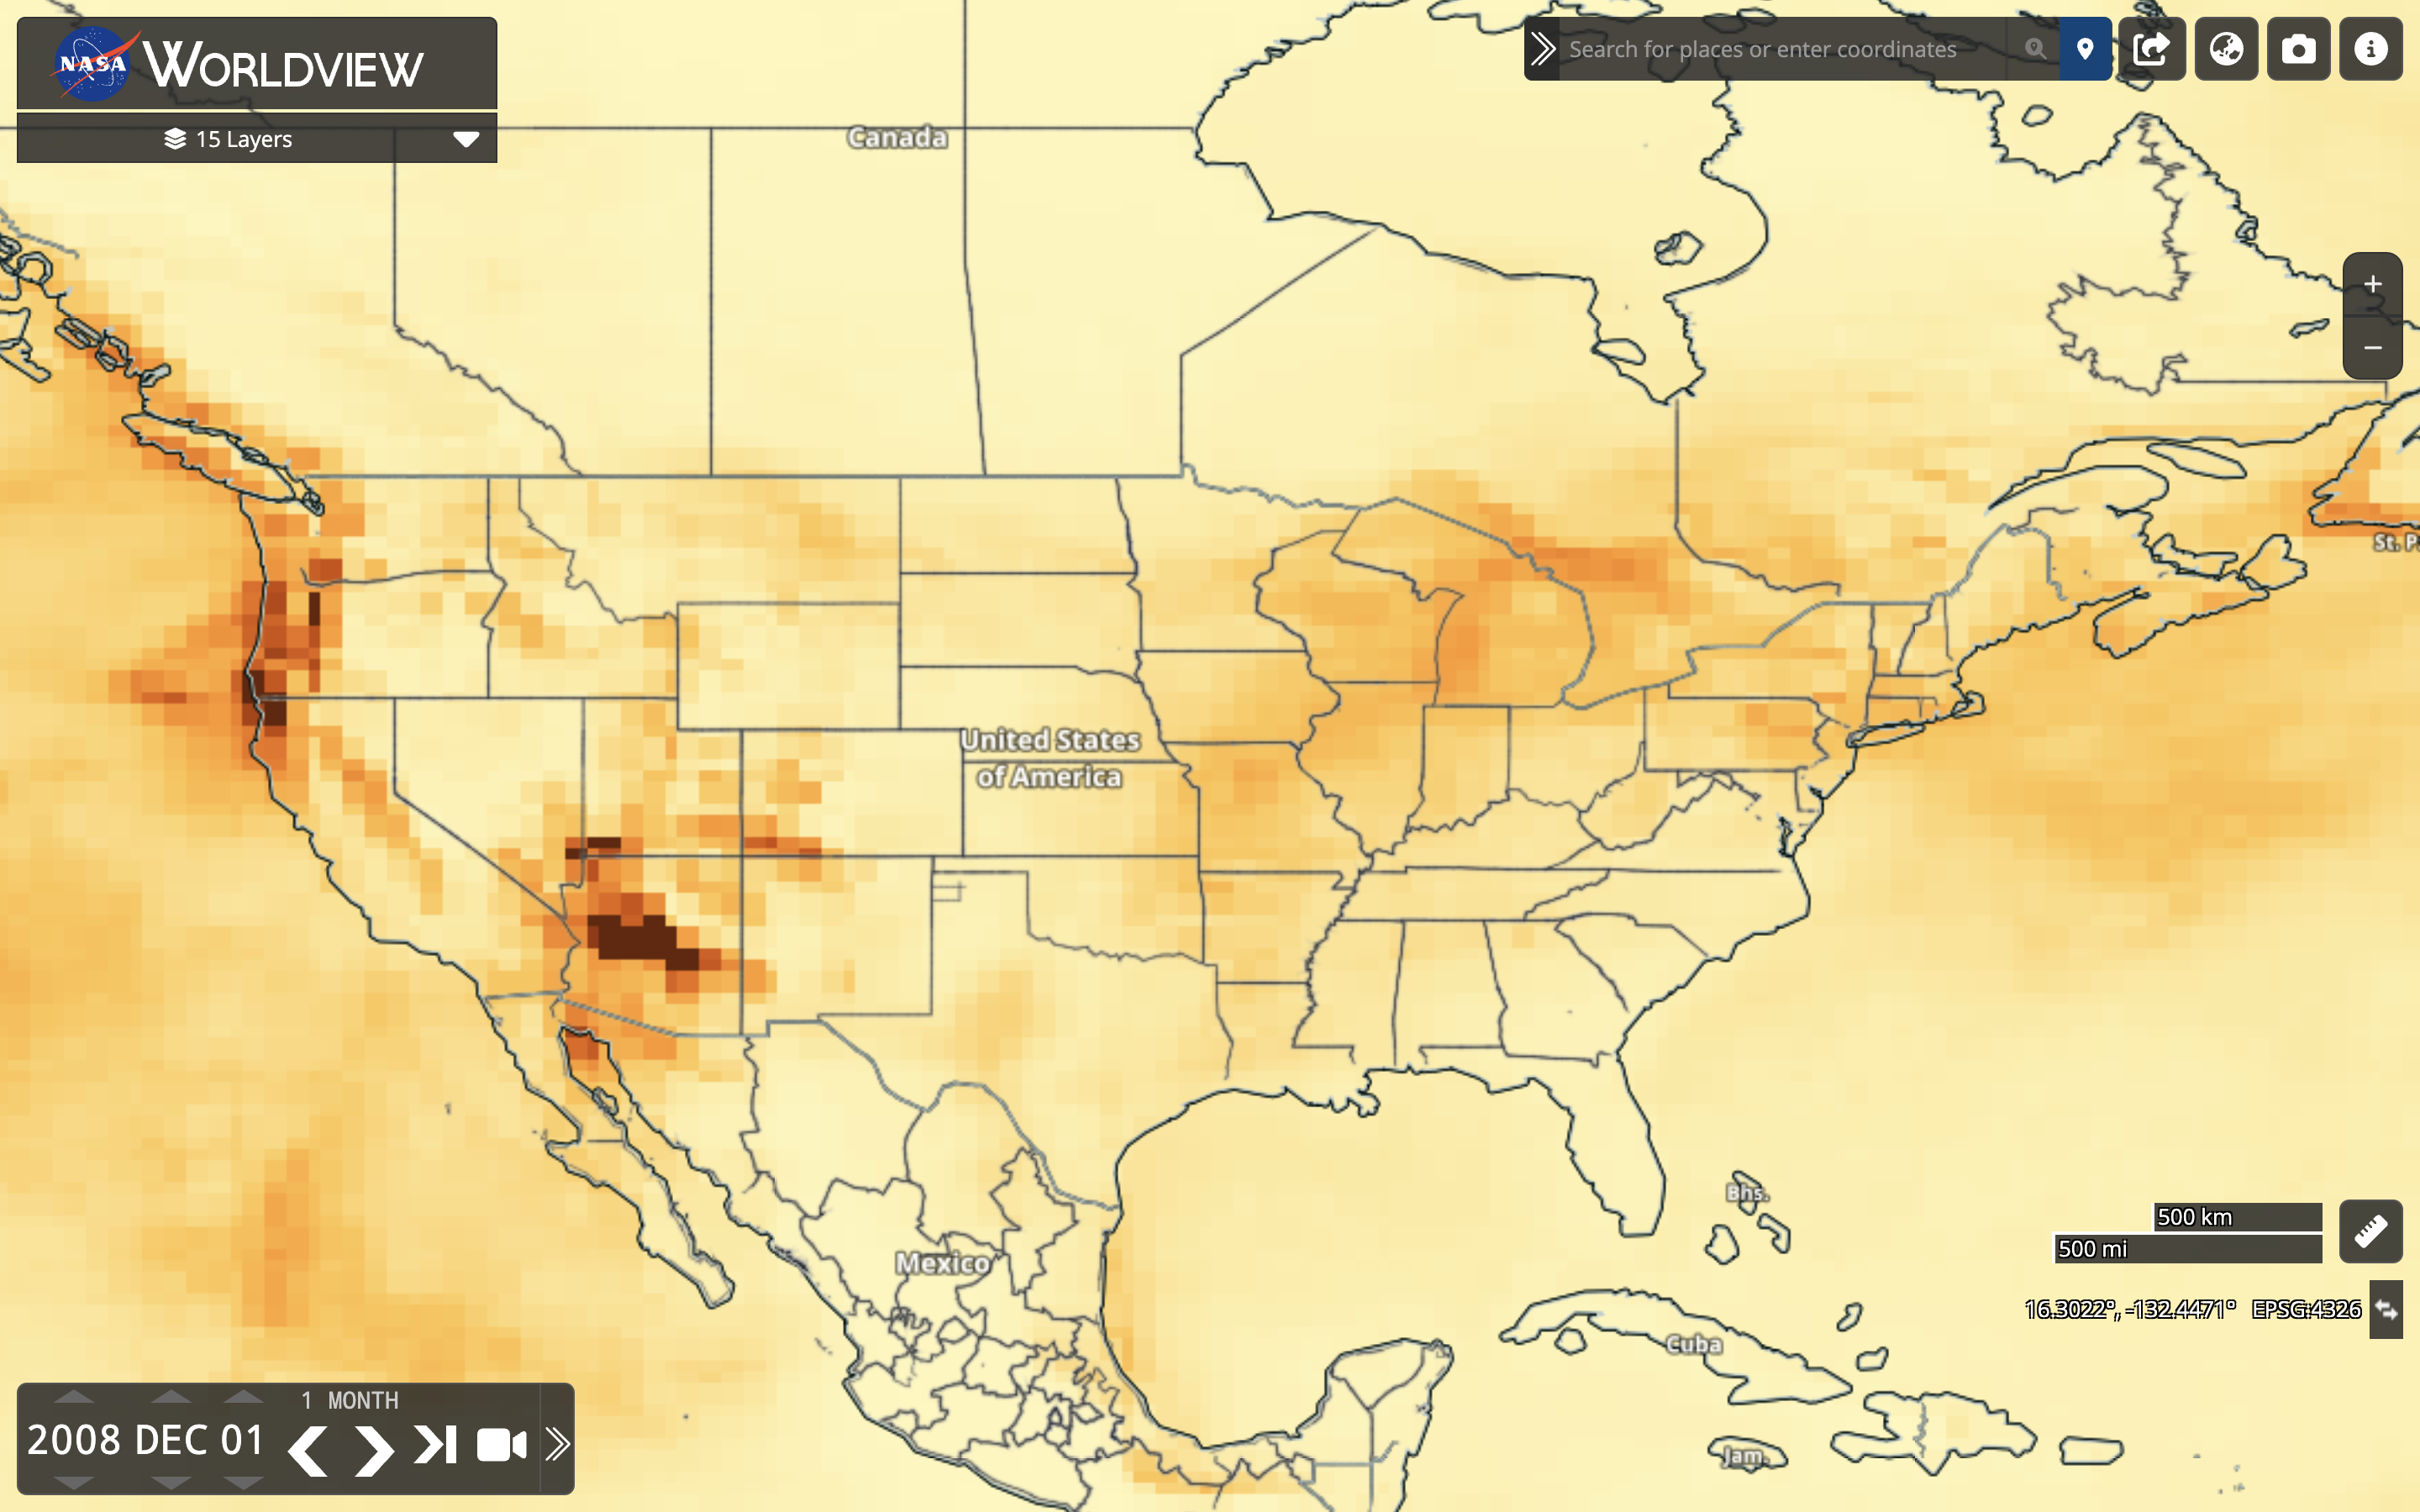 NASA WORLDVIEW
15 Layers
Search for places or enter coordinates
Canada
St. P
United States
of America
Bhs.
500 km
500 mi
Mexico
16.3022°, -132.4471° EPSG:4326
Cuba
Jam.
1 MONTH
2008 DEC 01